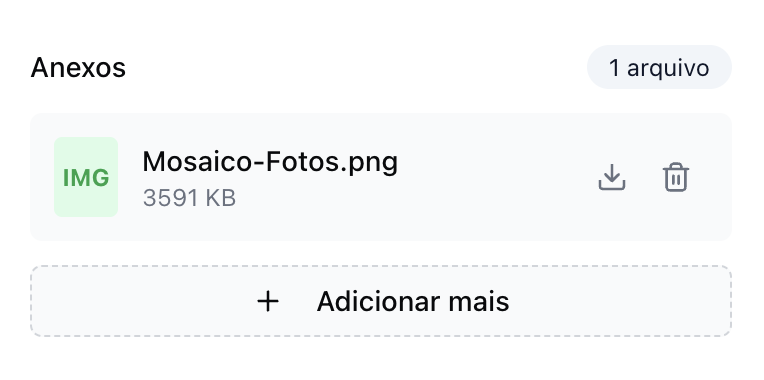 Anexos
1 arquivo
IMG
Mosaico-Fotos.png
3591 KB
Adicionar mais